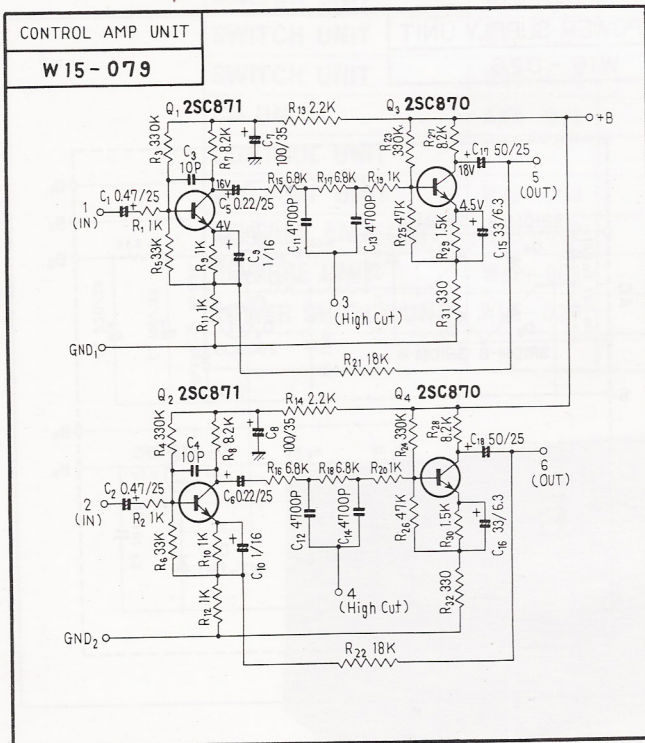 CONTROL AMP UNIT
W15-079
Q₁ 2SC871
R₁₃ 2.2K
Q₃ 2SC870
+B
R₃ 330K
R₇ 8.2K
C₇ 100/35
R₂₃ 330K
R₂₇ 8.2K
C₁₇ 50/25
C₃ 10P
16V
18V
5 (OUT)
C₁ 0.47/25
1 (IN)
R₁ 1K
C₅ 0.22/25
R₁₅ 6.8K
R₁₇ 6.8K
R₁₉ 1K
4V
4.5V
C₁₁ 4700P
C₁₃ 4700P
R₅ 33K
R₉ 1K
C₉ 1/16
R₂₅ 47K
R₂₉ 1.5K
C₁₅ 33/6.3
3 (High Cut)
R₁₁ 1K
R₃₁ 330
GND₁
R₂₁ 18K
Q₂ 2SC871
R₁₄ 2.2K
Q₄ 2SC870
R₄ 330K
R₈ 8.2K
C₈ 100/35
R₂₄ 330K
R₂₈ 8.2K
C₁₈ 50/25
C₄ 10P
6 (OUT)
C₂ 0.47/25
2 (IN)
R₂ 1K
C₆ 0.22/25
R₁₆ 6.8K
R₁₈ 6.8K
R₂₀ 1K
C₁₂ 4700P
C₁₄ 4700P
R₆ 33K
R₁₀ 1K
C₁₀ 1/16
R₂₆ 47K
R₃₀ 1.5K
C₁₆ 33/6.3
4 (High Cut)
R₁₂ 1K
R₃₂ 330
GND₂
R₂₂ 18K